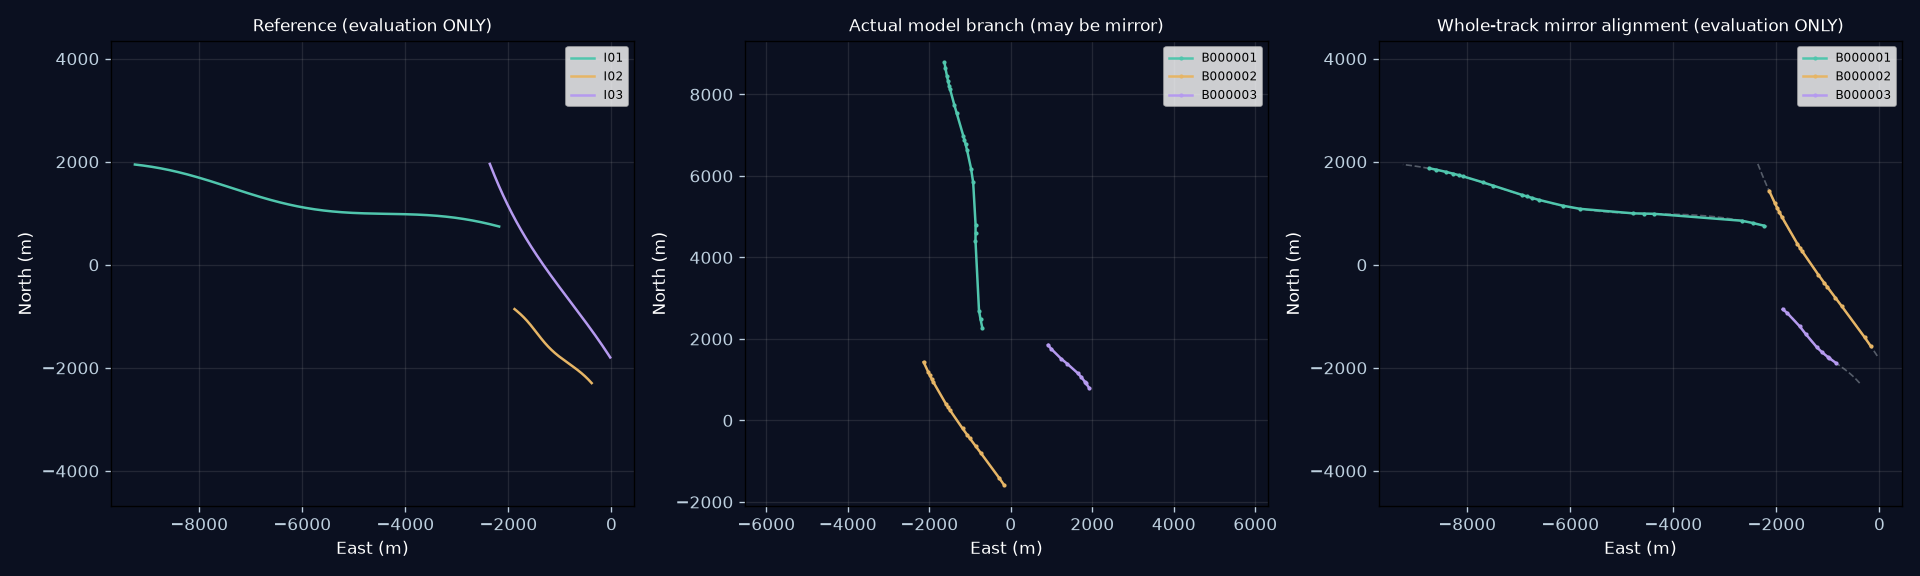 Reference (evaluation ONLY)
4000
2000
0
−2000
−4000
−8000
−6000
−4000
−2000
0
North (m)
East (m)
I01
I02
I03
Actual model branch (may be mirror)
8000
6000
4000
2000
0
−2000
−6000
−4000
−2000
0
2000
4000
6000
North (m)
East (m)
B000001
B000002
B000003
Whole-track mirror alignment (evaluation ONLY)
4000
2000
0
−2000
−4000
−8000
−6000
−4000
−2000
0
North (m)
East (m)
B000001
B000002
B000003